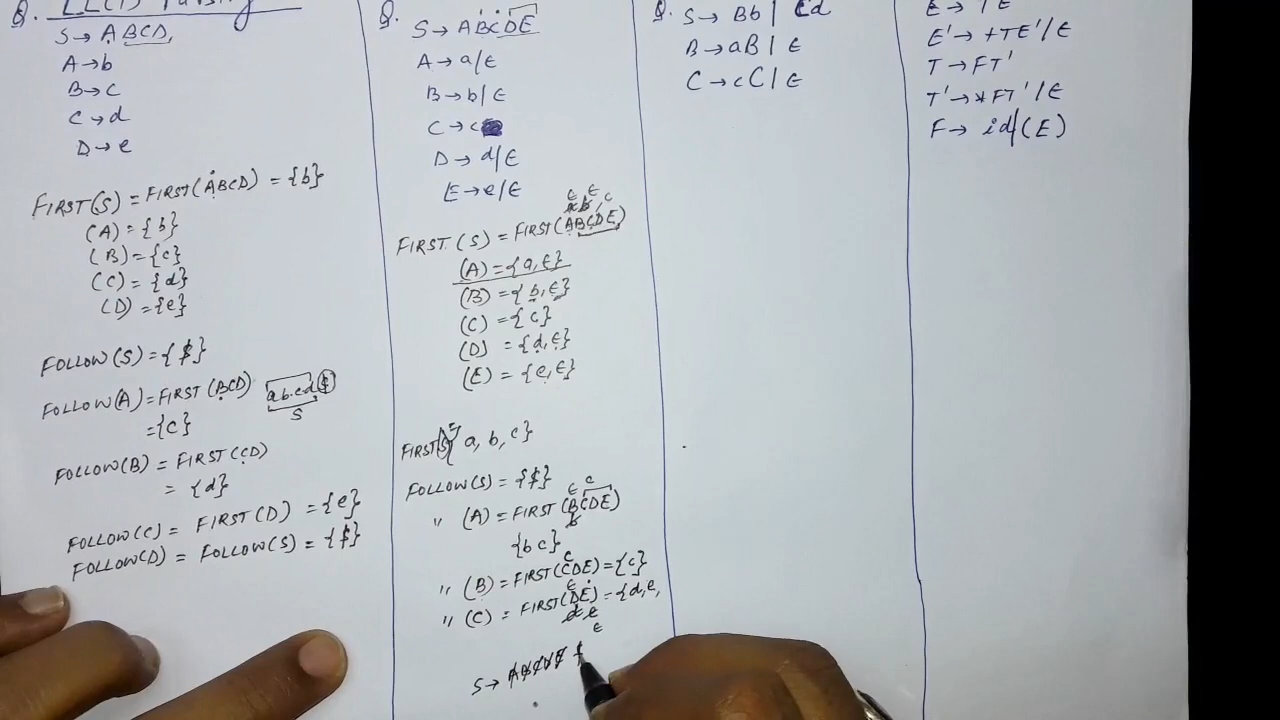 Q. LL(1) Parsing
S→ABCD
A→b
B→c
C→d
D→e
FIRST(S) = FIRST(ABCD) = {b}
(A) = {b}
(B) = {c}
(C) = {d}
(D) = {e}
FOLLOW(S) = {$}
FOLLOW(A) = FIRST(BCD) abcd$
= {c} S
FOLLOW(B) = FIRST(CD)
= {d}
FOLLOW(C) = FIRST(D) = {e}
FOLLOW(D) = FOLLOW(S) = {$}
Q.
S→ABCDE
A→a/ε
B→b/ε
C→c
D→d/ε
E→e/ε
ε ε c
a b
FIRST(S) = FIRST(ABCDE)
(A) = {a,ε}
(B) = {b,ε}
(C) = {c}
(D) = {d,ε}
(E) = {e,ε}
FIRST(S) = {a, b, c}
FOLLOW(S) = {$}
ε c
" (A) = FIRST(BCDE)
b
{b c}
c
" (B) = FIRST(CDE) = {c}
ε
" (C) = FIRST(DE) = {d,e,
d e
ε
S→ABCDE $
Q. S→Bb | Cd
B→aB | ε
C→cC | ε
E'→+TE'/ε
T→FT'
T'→*FT'/ε
F→id/(E)